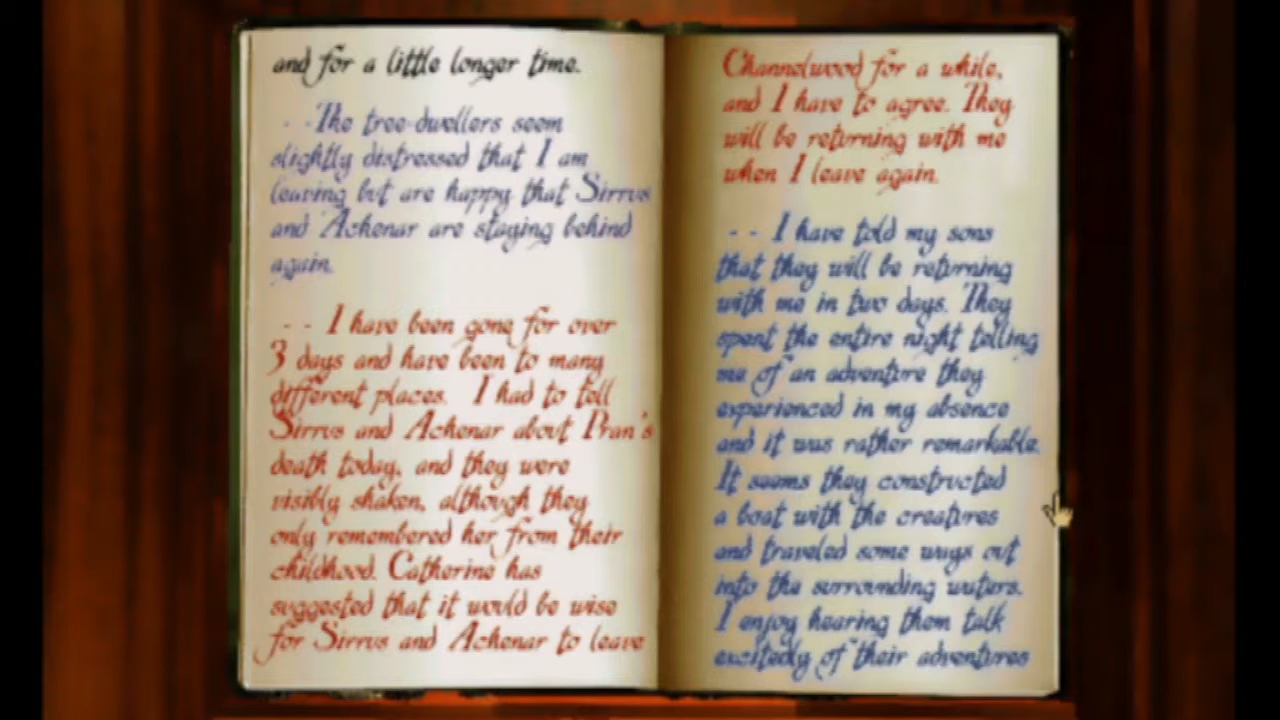 and for a little longer time.
- - The tree-dwellers seem
slightly distressed that I am
leaving but are happy that Sirrus
and Achenar are staying behind
again.
- - I have been gone for over
3 days and have been to many
different places. I had to tell
Sirrus and Achenar about Pran's
death today, and they were
visibly shaken, although they
only remembered her from their
childhood. Catherine has
suggested that it would be wise
for Sirrus and Achenar to leave
Channelwood for a while,
and I have to agree. They
will be returning with me
when I leave again.
- - I have told my sons
that they will be returning
with me in two days. They
spent the entire night telling
me of an adventure they
experienced in my absence
and it was rather remarkable.
It seems they constructed
a boat with the creatures
and traveled some ways out
into the surrounding waters.
I enjoy hearing them talk
excitedly of their adventures